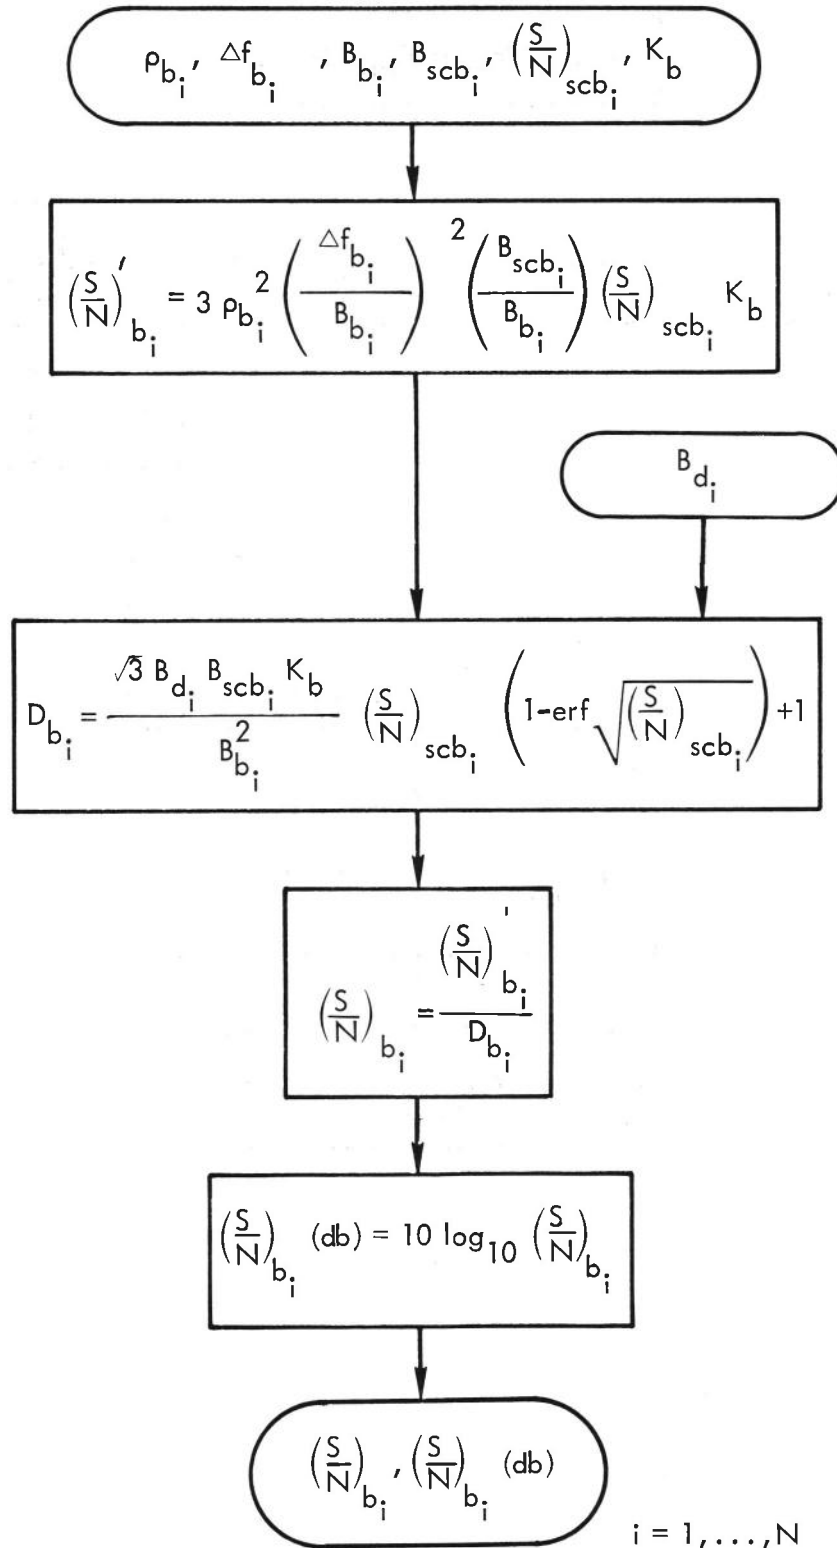 ρ_{b_i}, Δf_{b_i}, B_{b_i}, B_{scb_i}, (S/N)_{scb_i}, K_b
(S/N)'_{b_i} = 3 ρ_{b_i}^2 (Δf_{b_i}/B_{b_i})^2 (B_{scb_i}/B_{b_i}) (S/N)_{scb_i} K_b
B_{d_i}
D_{b_i} = (√3 B_{d_i} B_{scb_i} K_b / B_{b_i}^2) (S/N)_{scb_i} (1-erf √((S/N)_{scb_i})) +1
(S/N)_{b_i} = (S/N)'_{b_i} / D_{b_i}
(S/N)_{b_i} (db) = 10 log_{10} (S/N)_{b_i}
(S/N)_{b_i}, (S/N)_{b_i} (db)
i = 1,...,N